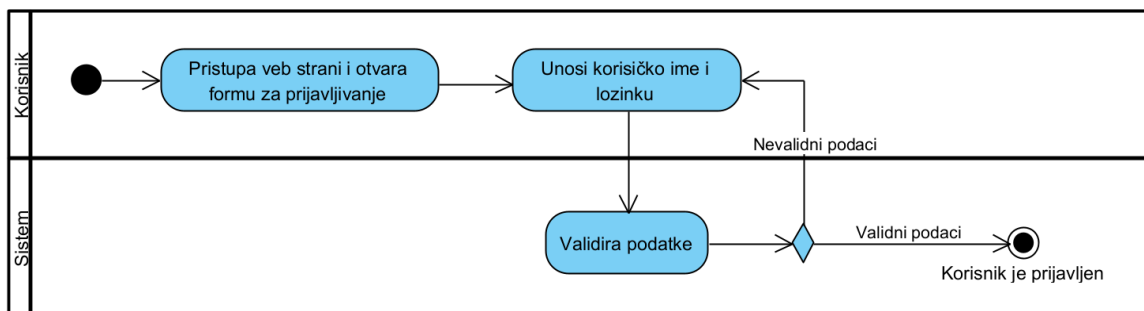 Korisnik
Pristupa veb strani i otvara
formu za prijavljivanje
Unosi korisičko ime i
lozinku
Nevalidni podaci
Sistem
Validira podatke
Validni podaci
Korisnik je prijavljen